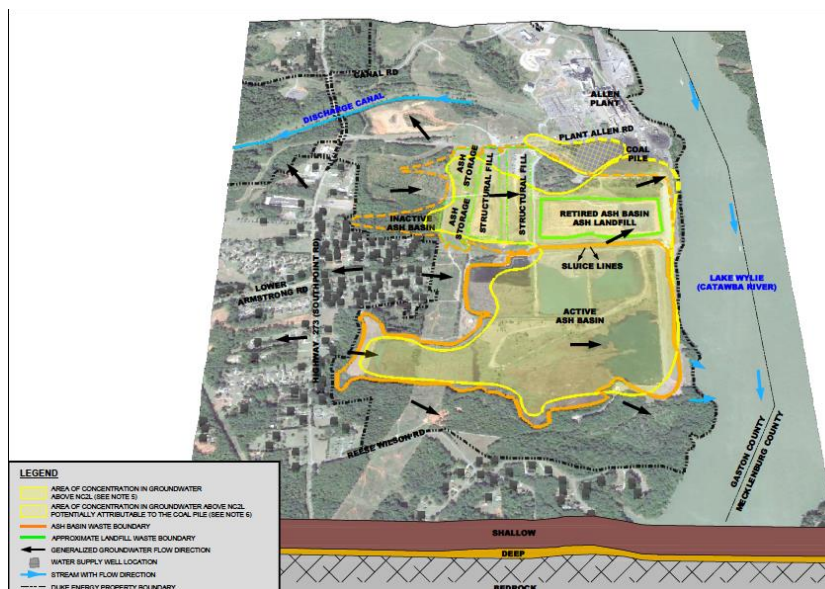 CANAL RD
DISCHARGE CANAL
ALLEN
PLANT
PLANT ALLEN RD
COAL
PILE
ASH
STORAGE
STRUCTURAL FILL
STRUCTURAL FILL
ASH
STORAGE
INACTIVE
ASH BASIN
RETIRED ASH BASIN
ASH LANDFILL
SLUICE LINES
LAKE WYLIE
(CATAWBA RIVER)
LOWER
ARMSTRONG RD
HIGHWAY 273 (SOUTHPOINT RD)
ACTIVE
ASH BASIN
REESE WILSON RD
GASTON COUNTY
MECKLENBURG COUNTY
LEGEND
AREA OF CONCENTRATION IN GROUNDWATER
ABOVE NC2L (SEE NOTE 5)
AREA OF CONCENTRATION IN GROUNDWATER ABOVE NC2L
POTENTIALLY ATTRIBUTABLE TO THE COAL PILE (SEE NOTE 6)
ASH BASIN WASTE BOUNDARY
APPROXIMATE LANDFILL WASTE BOUNDARY
GENERALIZED GROUNDWATER FLOW DIRECTION
WATER SUPPLY WELL LOCATION
STREAM WITH FLOW DIRECTION
DUKE ENERGY PROPERTY BOUNDARY
SHALLOW
DEEP
BEDROCK